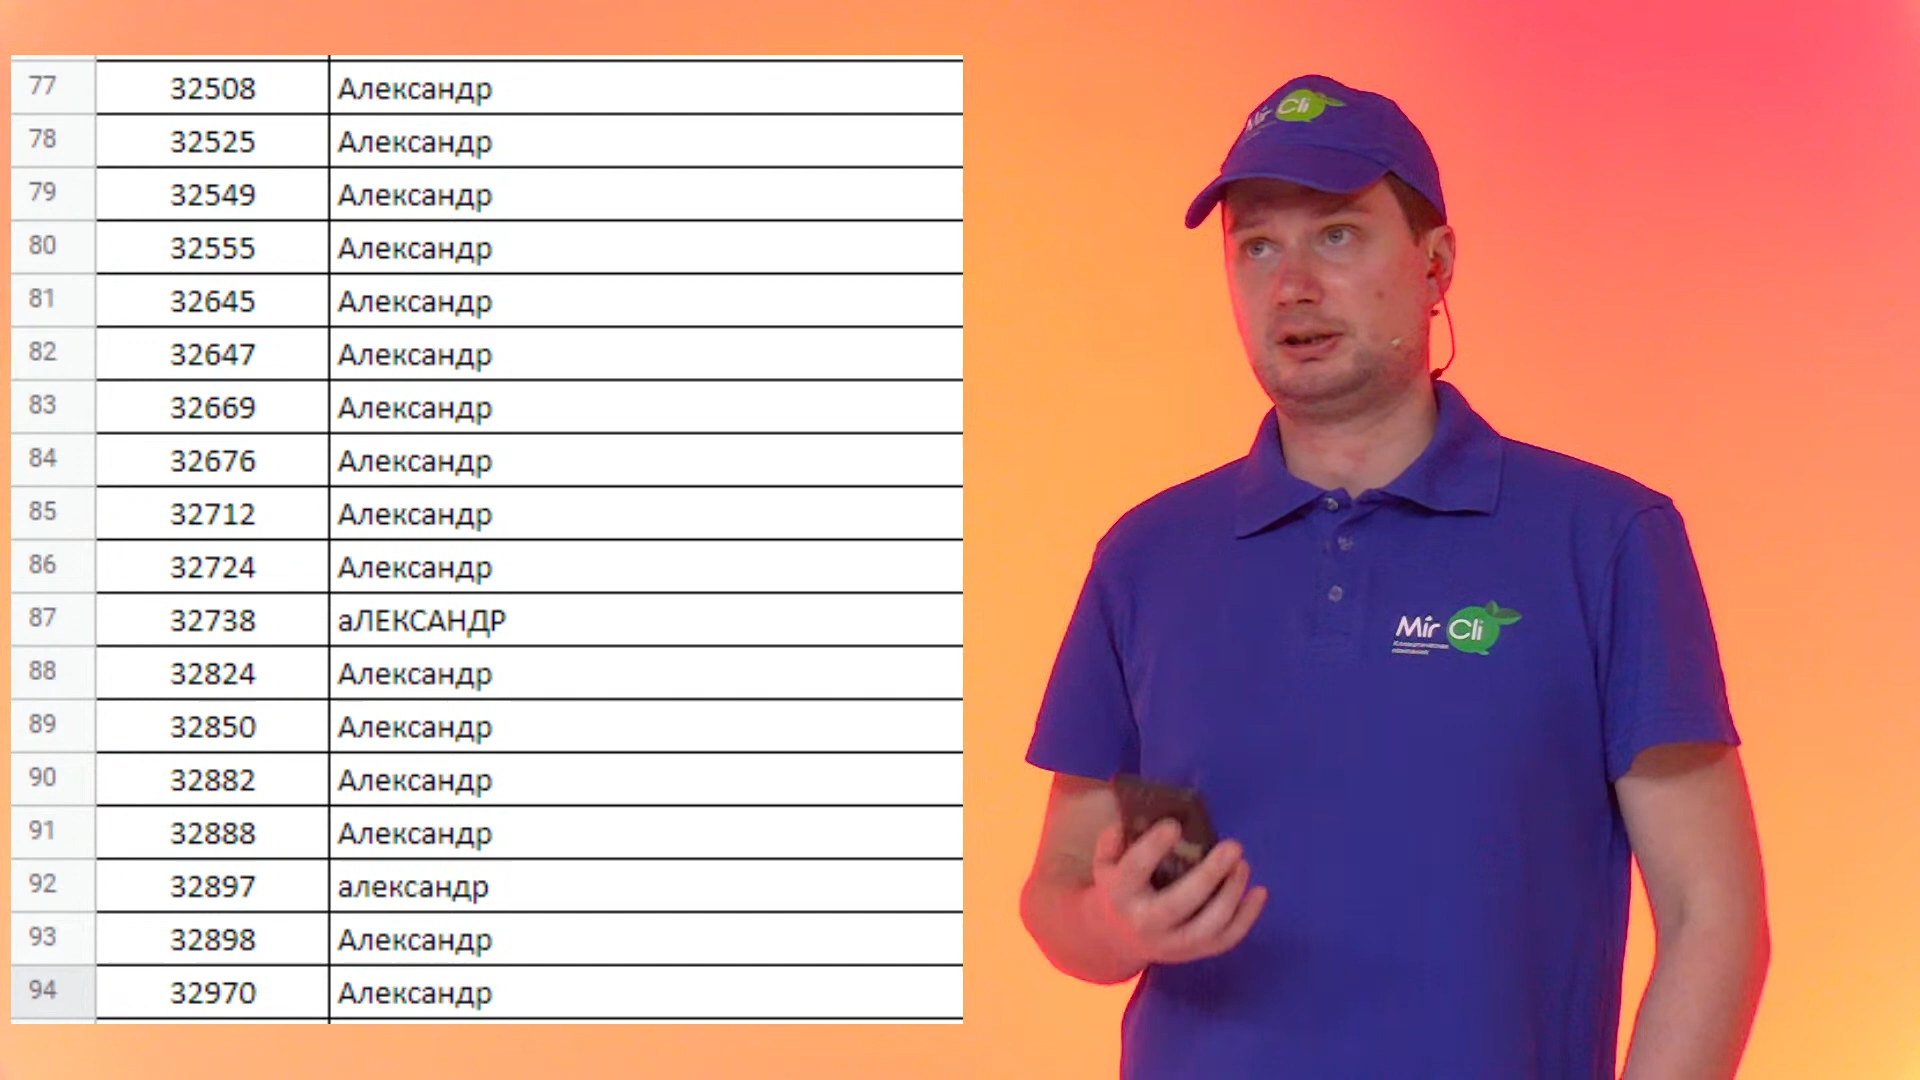 77 32508 Александр
78 32525 Александр
79 32549 Александр
80 32555 Александр
81 32645 Александр
82 32647 Александр
83 32669 Александр
84 32676 Александр
85 32712 Александр
86 32724 Александр
87 32738 аЛЕКСАНДР
88 32824 Александр
89 32850 Александр
90 32882 Александр
91 32888 Александр
92 32897 александр
93 32898 Александр
94 32970 Александр
Mir Cli
Mir Cli
Климатическая
компания